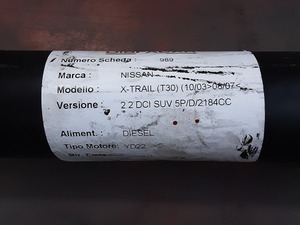 Numero Scheda : 989
Marca : NISSAN
Modello : X-TRAIL (T30) (10/03>08/07<
Versione : 2.2 DCI SUV 5P/D/2184CC
Aliment. : DIESEL
Tipo Motore: YD22